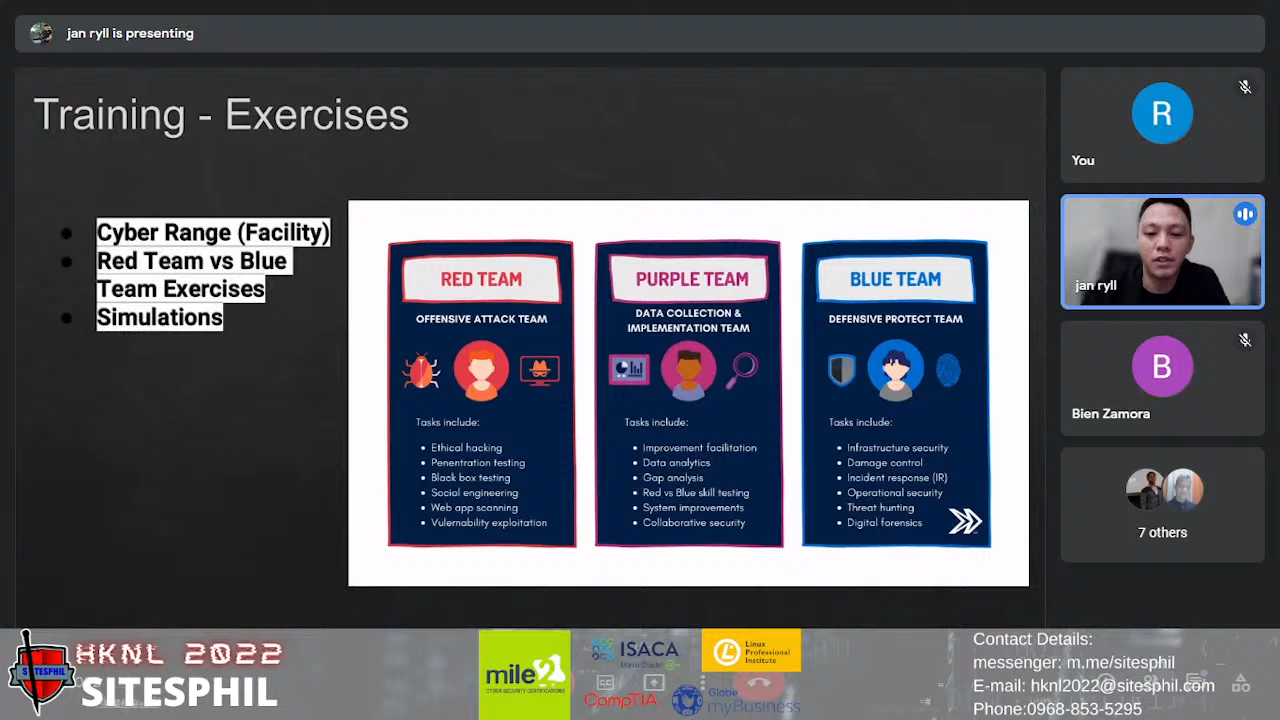 jan ryll is presenting
Training - Exercises
Cyber Range (Facility)
Red Team vs Blue
Team Exercises
Simulations
RED TEAM
OFFENSIVE ATTACK TEAM
Tasks include:
Ethical hacking
Penentration testing
Black box testing
Social engineering
Web app scanning
Vulernability exploitation
PURPLE TEAM
DATA COLLECTION &
IMPLEMENTATION TEAM
Tasks include:
Improvement facilitation
Data analytics
Gap analysis
Red vs Blue skill testing
System improvements
Collaborative security
BLUE TEAM
DEFENSIVE PROTECT TEAM
Tasks include:
Infrastructure security
Damage control
Incident response (IR)
Operational security
Threat hunting
Digital forensics
R
You
jan ryll
B
Bien Zamora
7 others
SITESPHIL
HKNL 2022
SITESPHIL
mile2
CYBER SECURITY CERTIFICATIONS
ISACA
Manila Chapter
CompTIA
L
Linux
Professional
Institute
Globe
myBusiness
Contact Details:
messenger: m.me/sitesphil
E-mail: hknl2022@sitesphil.com
Phone:0968-853-5295